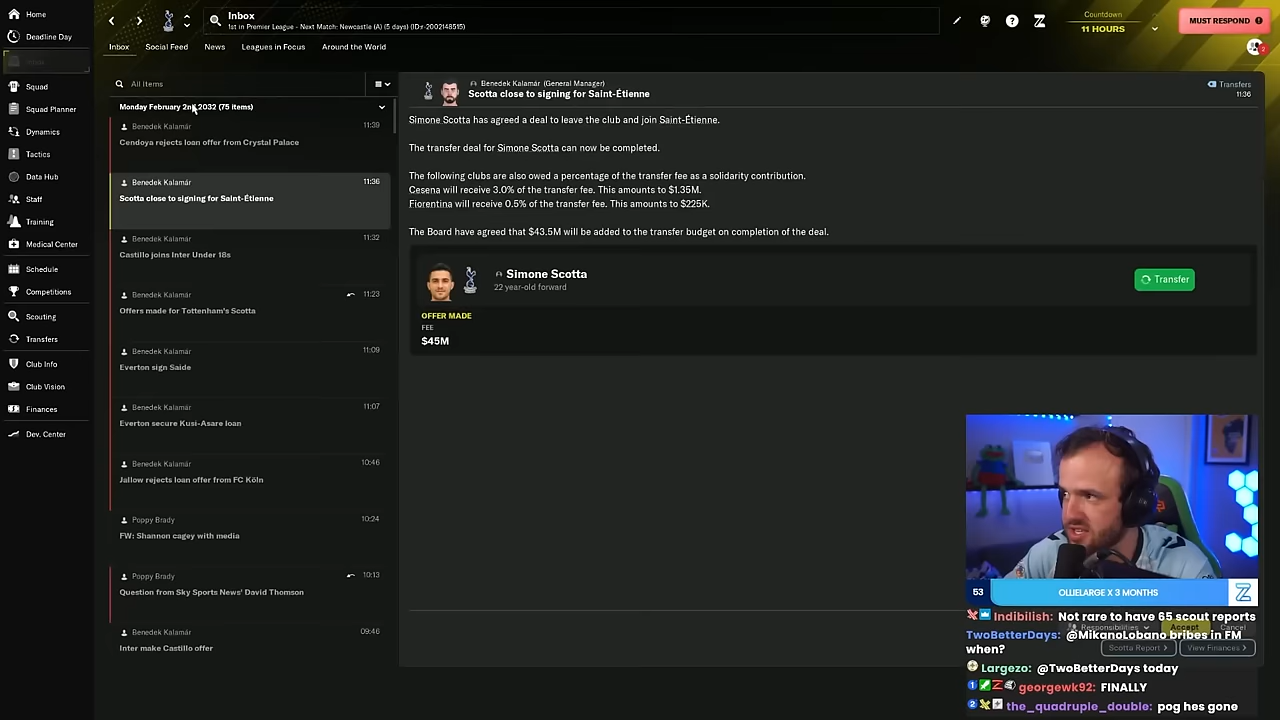 Home
Deadline Day
Squad
Squad Planner
Dynamics
Tactics
Data Hub
Staff
Training
Medical Center
Schedule
Competitions
Scouting
Transfers
Club Info
Club Vision
Finances
Dev. Center
Inbox
1st in Premier League - Next Match: Newcastle (A) (5 days) (ID:r-2002148515)
Countdown
11 HOURS
MUST RESPOND
2
Inbox
Social Feed
News
Leagues in Focus
Around the World
All Items
Monday February 2nd 2032 (75 items)
Benedek Kalamár
11:39
Cendoya rejects loan offer from Crystal Palace
Benedek Kalamár
11:36
Scotta close to signing for Saint-Étienne
Benedek Kalamár
11:32
Castillo joins Inter Under 18s
Benedek Kalamár
11:23
Offers made for Tottenham's Scotta
Benedek Kalamár
11:09
Everton sign Saide
Benedek Kalamár
11:07
Everton secure Kusi-Asare loan
Benedek Kalamár
10:46
Jallow rejects loan offer from FC Köln
Poppy Brady
10:24
FW: Shannon cagey with media
Poppy Brady
10:13
Question from Sky Sports News' David Thomson
Benedek Kalamár
09:46
Inter make Castillo offer
Benedek Kalamár (General Manager)
Scotta close to signing for Saint-Étienne
Transfers
11:36
Simone Scotta has agreed a deal to leave the club and join Saint-Étienne.
The transfer deal for Simone Scotta can now be completed.
The following clubs are also owed a percentage of the transfer fee as a solidarity contribution.
Cesena will receive 3.0% of the transfer fee. This amounts to $1.35M.
Fiorentina will receive 0.5% of the transfer fee. This amounts to $225K.
The Board have agreed that $43.5M will be added to the transfer budget on completion of the deal.
Simone Scotta
22 year-old forward
Transfer
OFFER MADE
FEE
$45M
53
OLLIELARGE X 3 MONTHS
Indibilish: Not rare to have 65 scout reports
Responsibilities
Accept
Cancel
TwoBetterDays: @MikanoLobano bribes in FM
when?
Scotta Report
View Finances
Largezo: @TwoBetterDays today
georgewk92: FINALLY
the_quadruple_double: pog hes gone